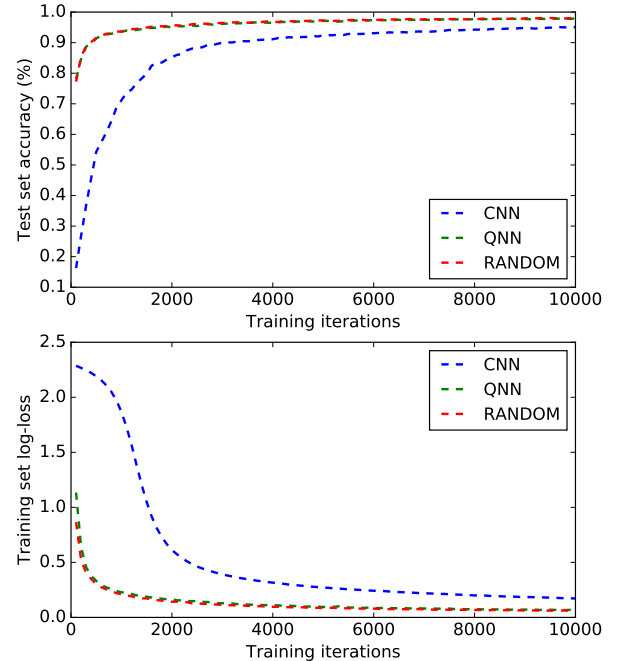 Test set accuracy (%)
1.0
0.9
0.8
0.7
0.6
0.5
0.4
0.3
0.2
0.1
CNN
QNN
RANDOM
0 2000 4000 6000 8000 10000
Training iterations
Training set log-loss
2.5
2.0
1.5
1.0
0.5
0.0
CNN
QNN
RANDOM
0 2000 4000 6000 8000 10000
Training iterations